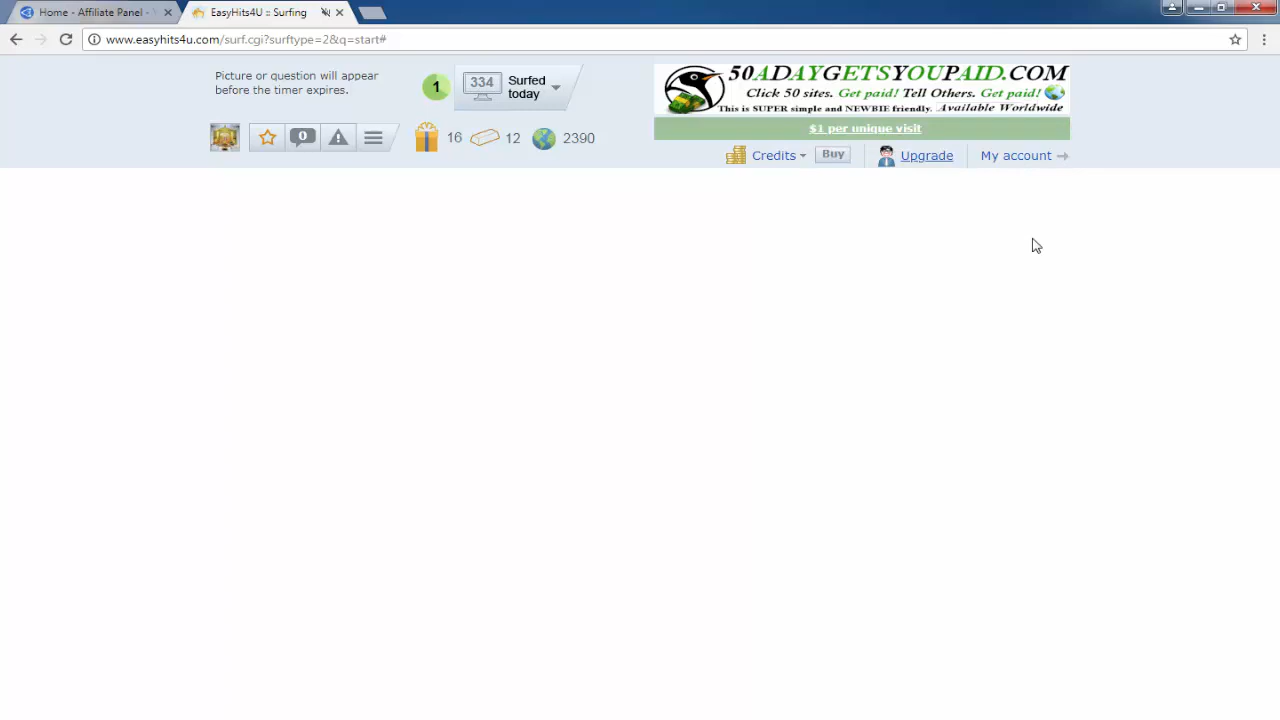 Home - Affiliate Panel -
EasyHits4U :: Surfing
www.easyhits4u.com/surf.cgi?surftype=2&q=start#
Picture or question will appear
before the timer expires.
1
334
Surfed
today
0
16
12
2390
50ADAYGETSYOUPAID.COM
Click 50 sites. Get paid! Tell Others. Get paid!
This is SUPER simple and NEWBIE friendly. Available Worldwide
$1 per unique visit
Credits
Buy
Upgrade
My account